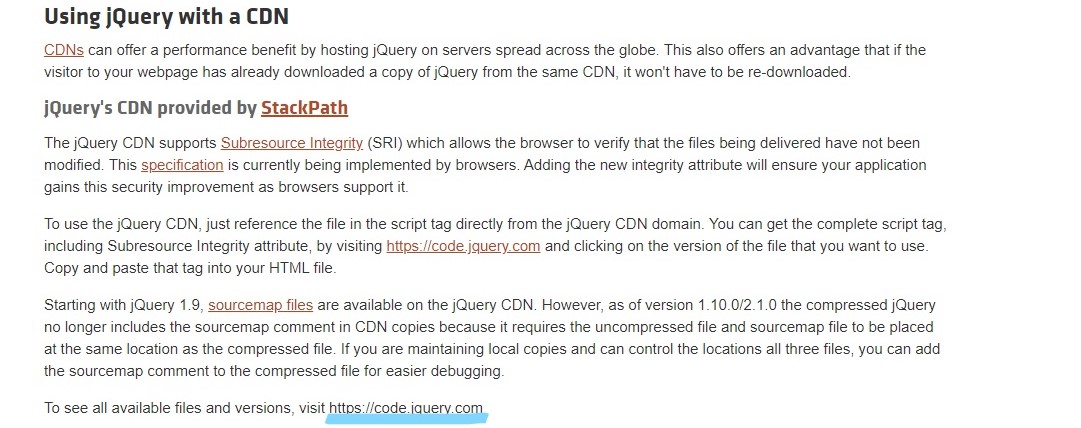 Using jQuery with a CDN
CDNs can offer a performance benefit by hosting jQuery on servers spread across the globe. This also offers an advantage that if the
visitor to your webpage has already downloaded a copy of jQuery from the same CDN, it won't have to be re-downloaded.
jQuery's CDN provided by StackPath
The jQuery CDN supports Subresource Integrity (SRI) which allows the browser to verify that the files being delivered have not been
modified. This specification is currently being implemented by browsers. Adding the new integrity attribute will ensure your application
gains this security improvement as browsers support it.
To use the jQuery CDN, just reference the file in the script tag directly from the jQuery CDN domain. You can get the complete script tag,
including Subresource Integrity attribute, by visiting https://code.jquery.com and clicking on the version of the file that you want to use.
Copy and paste that tag into your HTML file.
Starting with jQuery 1.9, sourcemap files are available on the jQuery CDN. However, as of version 1.10.0/2.1.0 the compressed jQuery
no longer includes the sourcemap comment in CDN copies because it requires the uncompressed file and sourcemap file to be placed
at the same location as the compressed file. If you are maintaining local copies and can control the locations all three files, you can add
the sourcemap comment to the compressed file for easier debugging.
To see all available files and versions, visit https://code.jquery.com